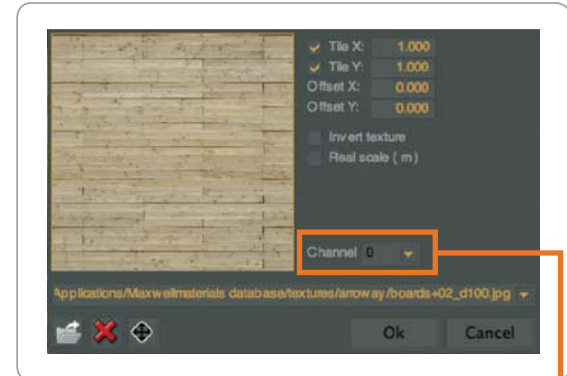 Tile X: 1.000
Tile Y: 1.000
Offset X: 0.000
Offset Y: 0.000
Invert texture
Real scale ( m )
Channel 0
Applications/Maxwellmaterials database/textures/arroway/boards+02_d100.jpg
Ok Cancel